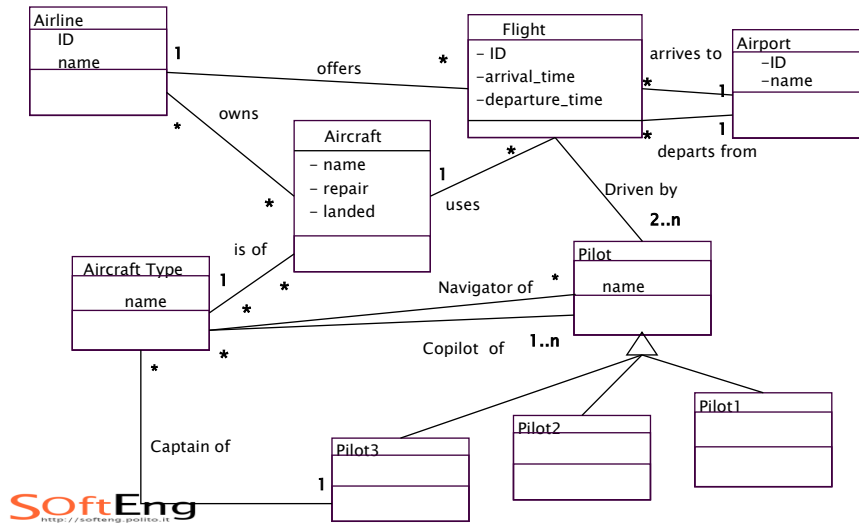 Airline
ID
name
1
offers
*
Flight
- ID
-arrival_time
-departure_time
arrives to
*
1
Airport
-ID
-name
*
1
departs from
*
owns
*
Aircraft
- name
- repair
- landed
1
uses
*
Driven by
2..n
is of
1
*
Aircraft Type
name
*
Navigator of
*
Pilot
name
*
Copilot of
1..n
*
Captain of
1
Pilot3
Pilot2
Pilot1
SOftEng
http://softeng.polito.it